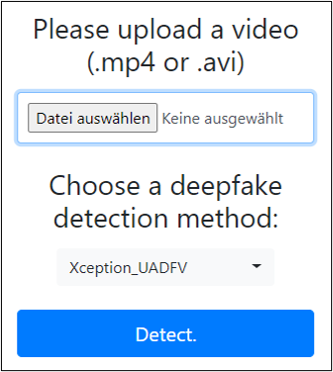 Please upload a video
(.mp4 or .avi)
Datei auswählen Keine ausgewählt
Choose a deepfake
detection method:
Xception_UADFV
Detect.